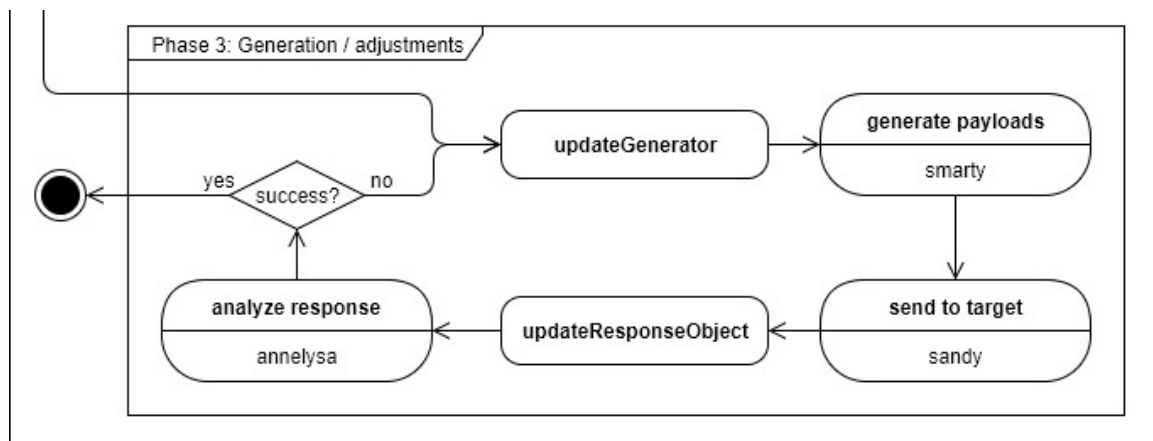 Phase 3: Generation / adjustments
updateGenerator
generate payloads
smarty
yes
success?
no
analyze response
annelysa
updateResponseObject
send to target
sandy